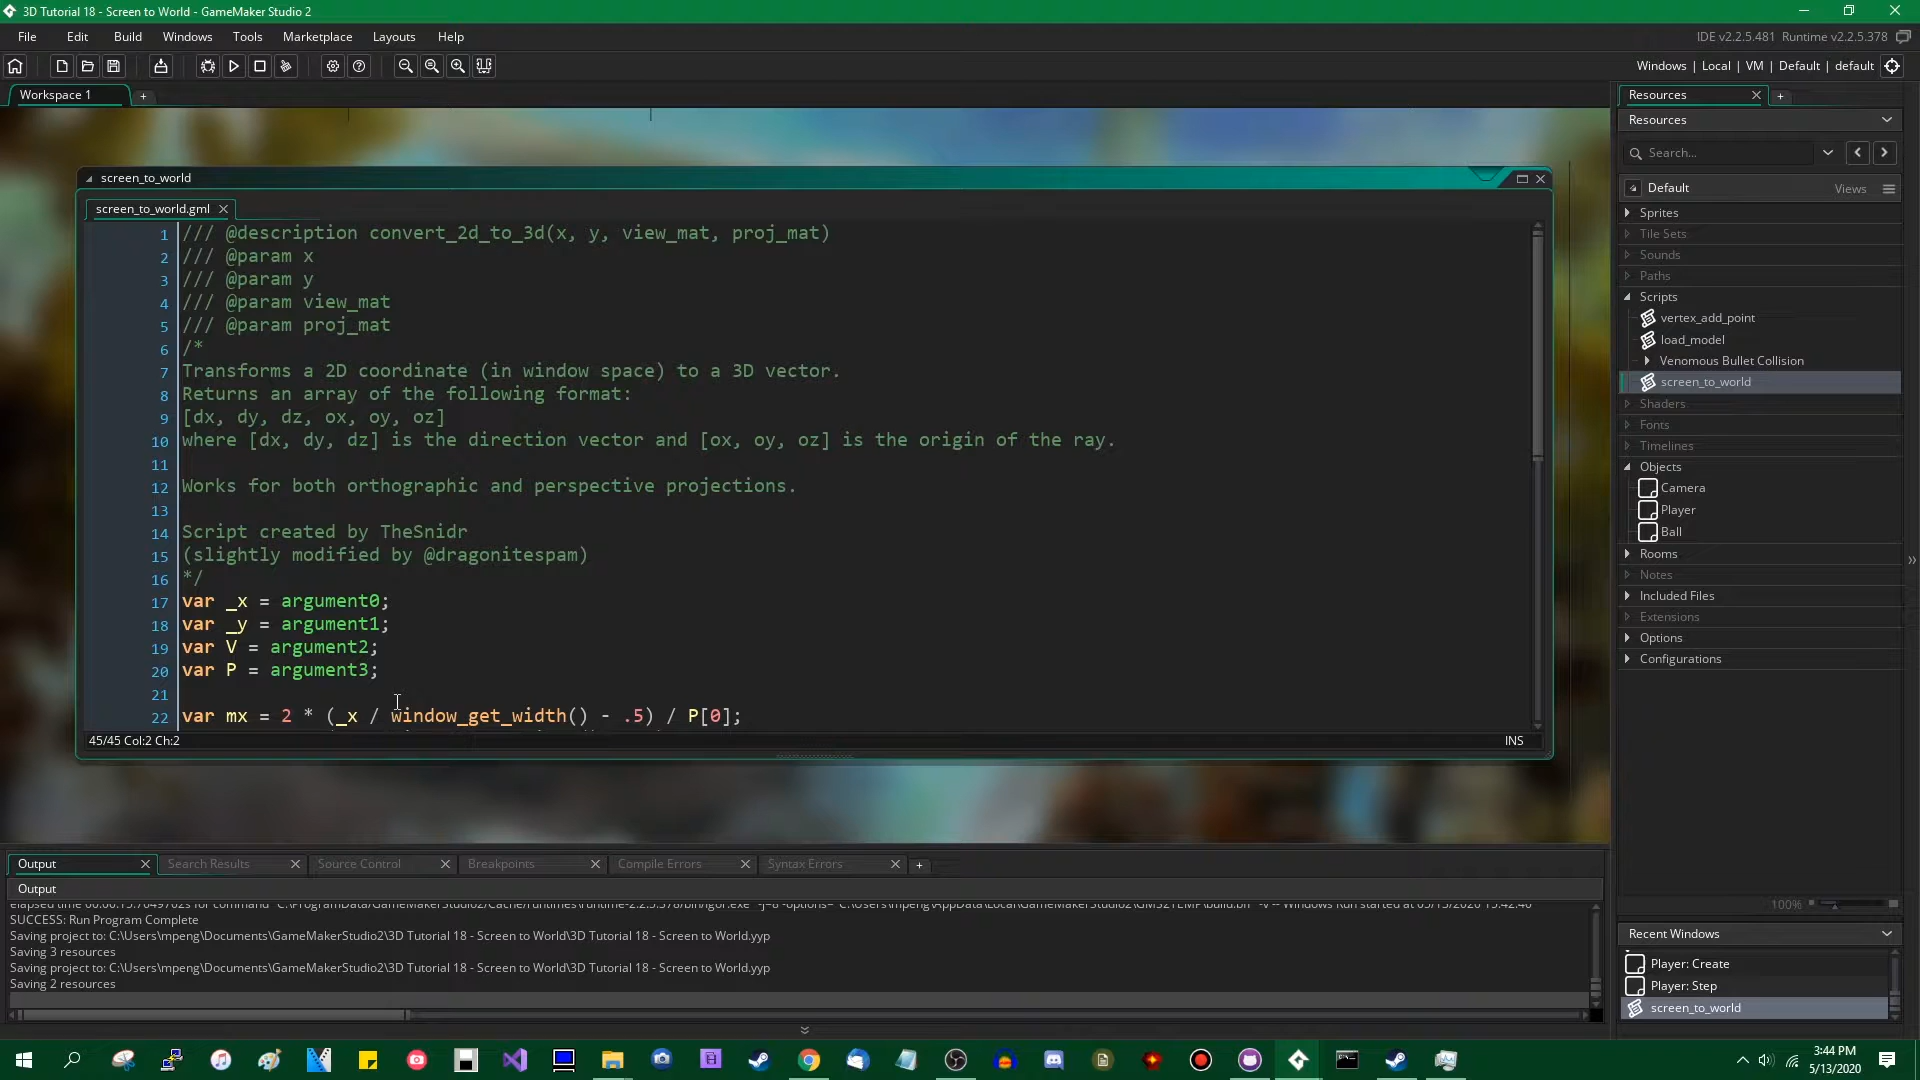 3D Tutorial 18 - Screen to World - GameMaker Studio 2
File Edit Build Windows Tools Marketplace Layouts Help
IDE v2.2.5.481 Runtime v2.2.5.378
Windows | Local | VM | Default | default
Workspace 1
+
screen_to_world
screen_to_world.gml
1 /// @description convert_2d_to_3d(x, y, view_mat, proj_mat)
2 /// @param x
3 /// @param y
4 /// @param view_mat
5 /// @param proj_mat
6 /*
7 Transforms a 2D coordinate (in window space) to a 3D vector.
8 Returns an array of the following format:
9 [dx, dy, dz, ox, oy, oz]
10 where [dx, dy, dz] is the direction vector and [ox, oy, oz] is the origin of the ray.
11
12 Works for both orthographic and perspective projections.
13
14 Script created by TheSnidr
15 (slightly modified by @dragonitespam)
16 */
17 var _x = argument0;
18 var _y = argument1;
19 var V = argument2;
20 var P = argument3;
21
22 var mx = 2 * (_x / window_get_width() - .5) / P[0];
45/45 Col:2 Ch:2
INS
Output
Search Results
Source Control
Breakpoints
Compile Errors
Syntax Errors
+
Output
SUCCESS: Run Program Complete
Saving project to: C:\Users\mpeng\Documents\GameMakerStudio2\3D Tutorial 18 - Screen to World\3D Tutorial 18 - Screen to World.yyp
Saving 3 resources
Saving project to: C:\Users\mpeng\Documents\GameMakerStudio2\3D Tutorial 18 - Screen to World\3D Tutorial 18 - Screen to World.yyp
Saving 2 resources
Resources
+
Resources
Search...
Default
Views
Sprites
Tile Sets
Sounds
Paths
Scripts
vertex_add_point
load_model
Venomous Bullet Collision
screen_to_world
Shaders
Fonts
Timelines
Objects
Camera
Player
Ball
Rooms
Notes
Included Files
Extensions
Options
Configurations
100%
Recent Windows
Player: Create
Player: Step
screen_to_world
3:44 PM
5/13/2020